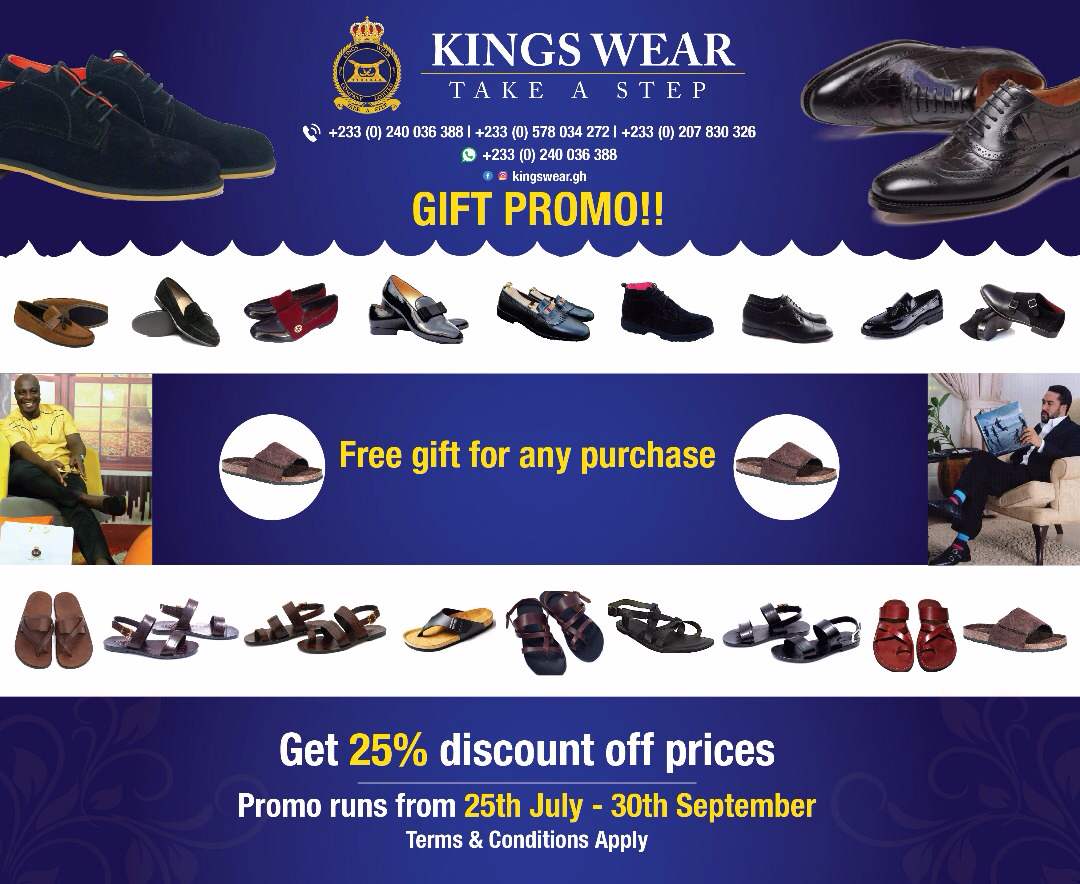 KINGS WEAR
TAKE A STEP
+233 (0) 240 036 388 | +233 (0) 578 034 272 | +233 (0) 207 830 326
+233 (0) 240 036 388
kingswear.gh
GIFT PROMO!!
Free gift for any purchase
Get 25% discount off prices
Promo runs from 25th July - 30th September
Terms & Conditions Apply